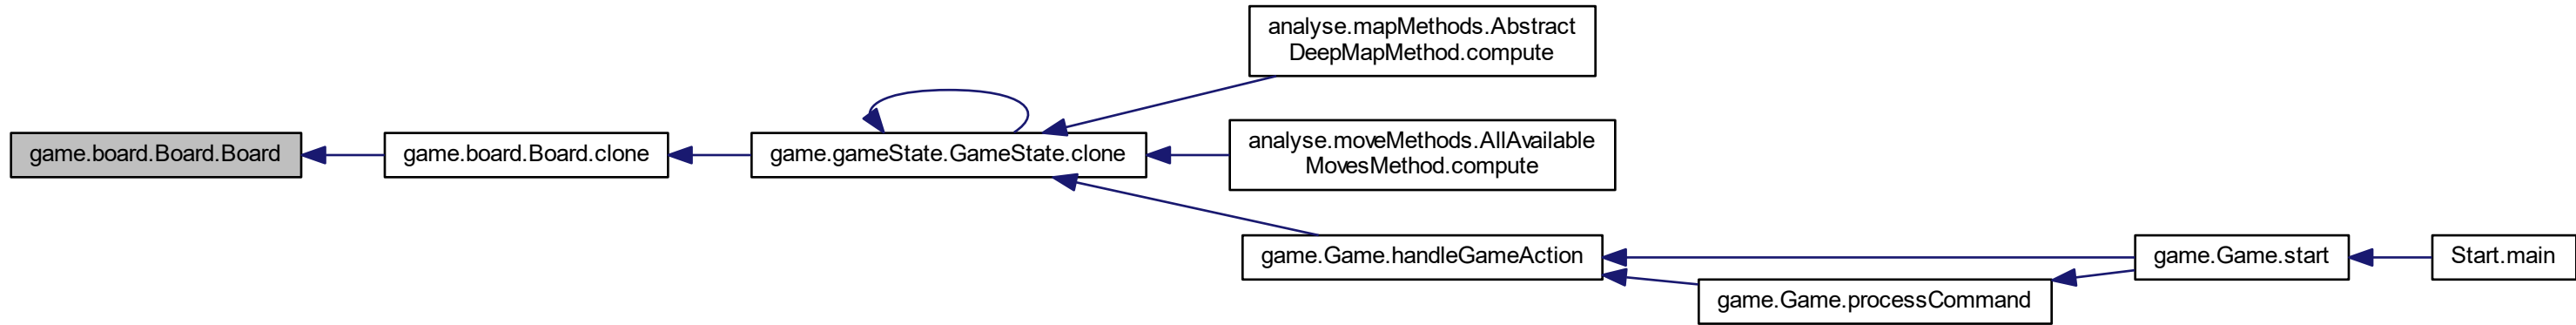 analyse.mapMethods.Abstract
DeepMapMethod.compute
game.board.Board.Board
game.board.Board.clone
game.gameState.GameState.clone
analyse.moveMethods.AllAvailable
MovesMethod.compute
game.Game.handleGameAction
game.Game.start
Start.main
game.Game.processCommand